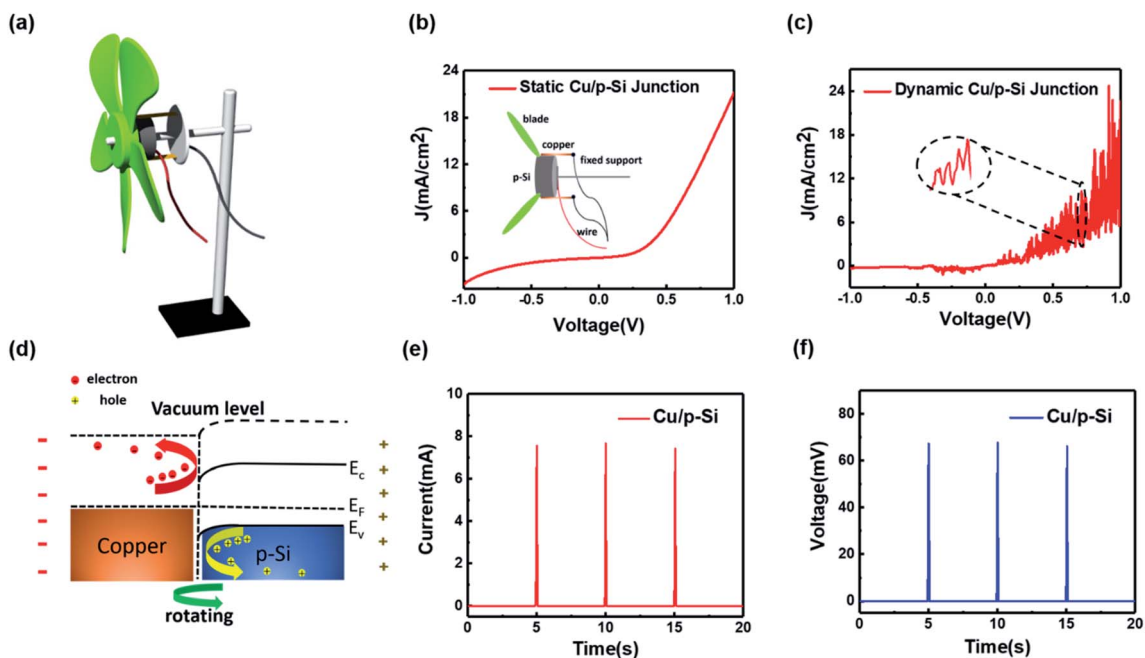 (a)
(b)
24
18
12
6
0
J(mA/cm2)
Static Cu/p-Si Junction
blade
copper
fixed support
p-Si
wire
-1.0
-0.5
0.0
0.5
1.0
Voltage(V)
(c)
24
18
12
6
0
J(mA/cm2)
Dynamic Cu/p-Si Junction
-1.0
-0.5
0.0
0.5
1.0
Voltage(V)
(d)
electron
hole
Vacuum level
Ec
EF
Ev
Copper
p-Si
rotating
(e)
10
8
6
4
2
0
Current(mA)
Cu/p-Si
0
5
10
15
20
Time(s)
(f)
80
60
40
20
0
Voltage(mV)
Cu/p-Si
0
5
10
15
20
Time(s)